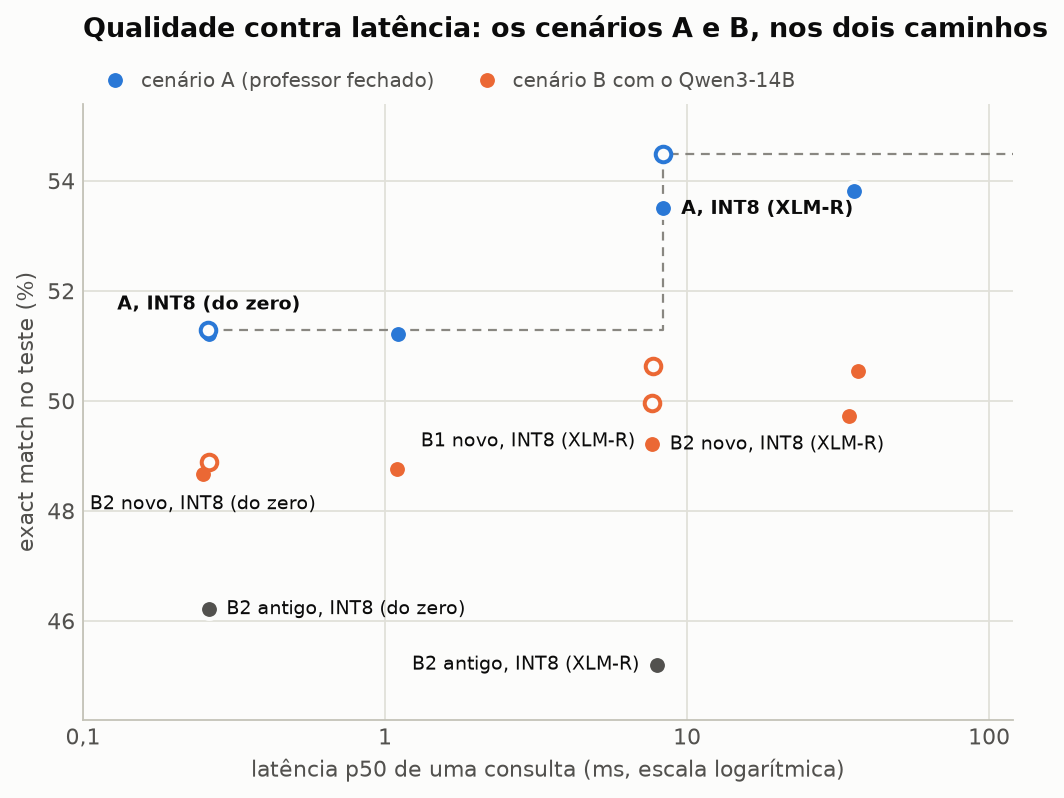 Qualidade contra latência: os cenários A e B, nos dois caminhos
cenário A (professor fechado)
cenário B com o Qwen3-14B
exact match no teste (%)
54
52
50
48
46
A, INT8 (XLM-R)
A, INT8 (do zero)
B1 novo, INT8 (XLM-R)
B2 novo, INT8 (XLM-R)
B2 novo, INT8 (do zero)
B2 antigo, INT8 (do zero)
B2 antigo, INT8 (XLM-R)
0,1
1
10
100
latência p50 de uma consulta (ms, escala logarítmica)